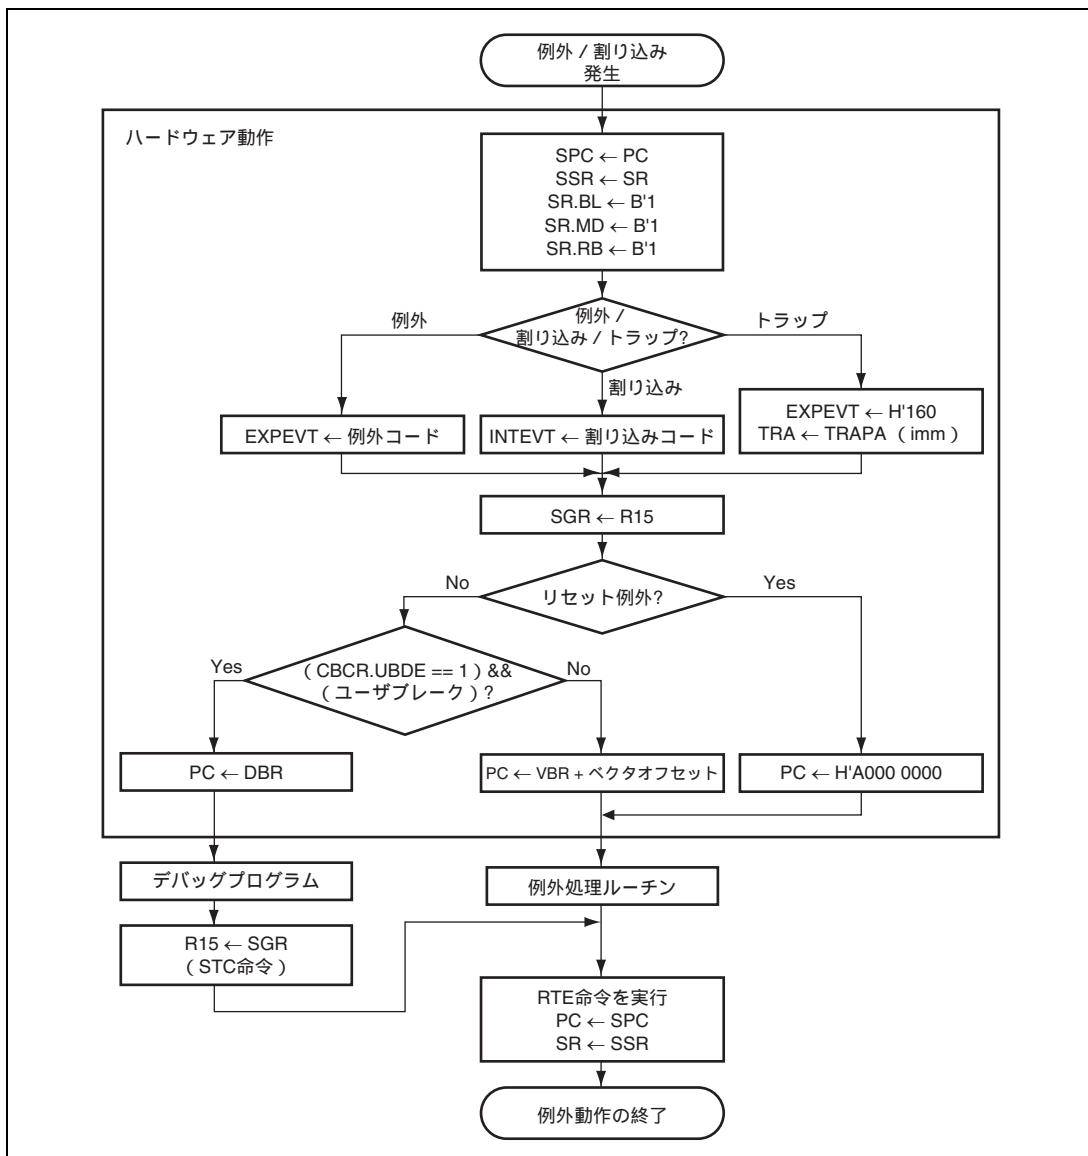 例外 / 割り込み
発生
ハードウェア動作
SPC ← PC
SSR ← SR
SR.BL ← B'1
SR.MD ← B'1
SR.RB ← B'1
例外
例外 /
割り込み / トラップ?
トラップ
割り込み
EXPEVT ← 例外コード
INTEVT ← 割り込みコード
EXPEVT ← H'160
TRA ← TRAPA （imm）
SGR ← R15
No
リセット例外?
Yes
Yes
（CBCR.UBDE == 1）&&
（ユーザブレーク）?
No
PC ← DBR
PC ← VBR + ベクタオフセット
PC ← H'A000 0000
デバッグプログラム
例外処理ルーチン
R15 ← SGR
（STC命令）
RTE命令を実行
PC ← SPC
SR ← SSR
例外動作の終了